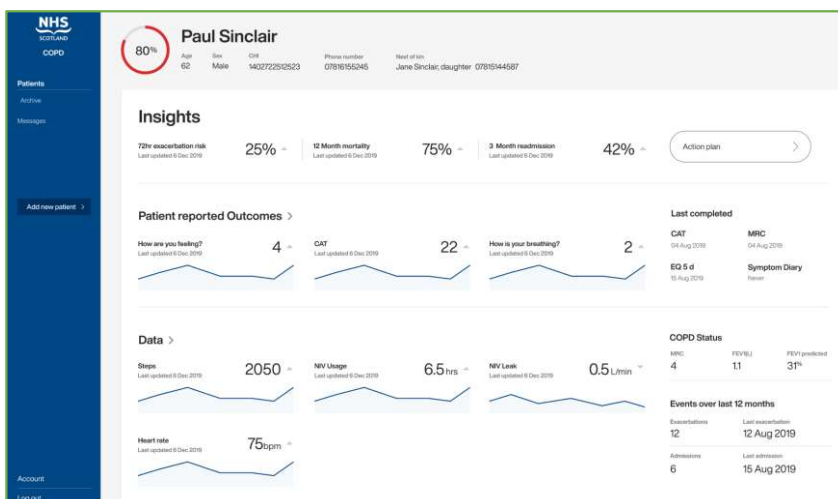 NHS
SCOTLAND
COPD
Patients
Archive
Messages
Add new patient >
Account
Log out
80%
Paul Sinclair
Age Sex CHI Phone number Next of kin
62 Male 1402722512523 07816155245 Jane Sinclair, daughter 07815144587
Insights
72hr exacerbation risk 25%
Last updated 6 Dec 2019
12 Month mortality 75%
Last updated 6 Dec 2019
3 Month readmission 42%
Last updated 6 Dec 2019
Action plan >
Patient reported Outcomes >
How are you feeling? 4
Last updated 6 Dec 2019
CAT 22
Last updated 6 Dec 2019
How is your breathing? 2
Last updated 6 Dec 2019
Last completed
CAT MRC
04 Aug 2019 04 Aug 2019
EQ 5 d Symptom Diary
15 Aug 2019 Never
Data >
Steps 2050
Last updated 6 Dec 2019
NIV Usage 6.5 hrs
Last updated 6 Dec 2019
NIV Leak 0.5 L/min
Last updated 6 Dec 2019
Heart rate 75bpm
Last updated 6 Dec 2019
COPD Status
MRC FEV1(L) FEV1 predicted
4 1.1 31%
Events over last 12 months
Exacerbations Last exacerbation
12 12 Aug 2019
Admissions Last admission
6 15 Aug 2019